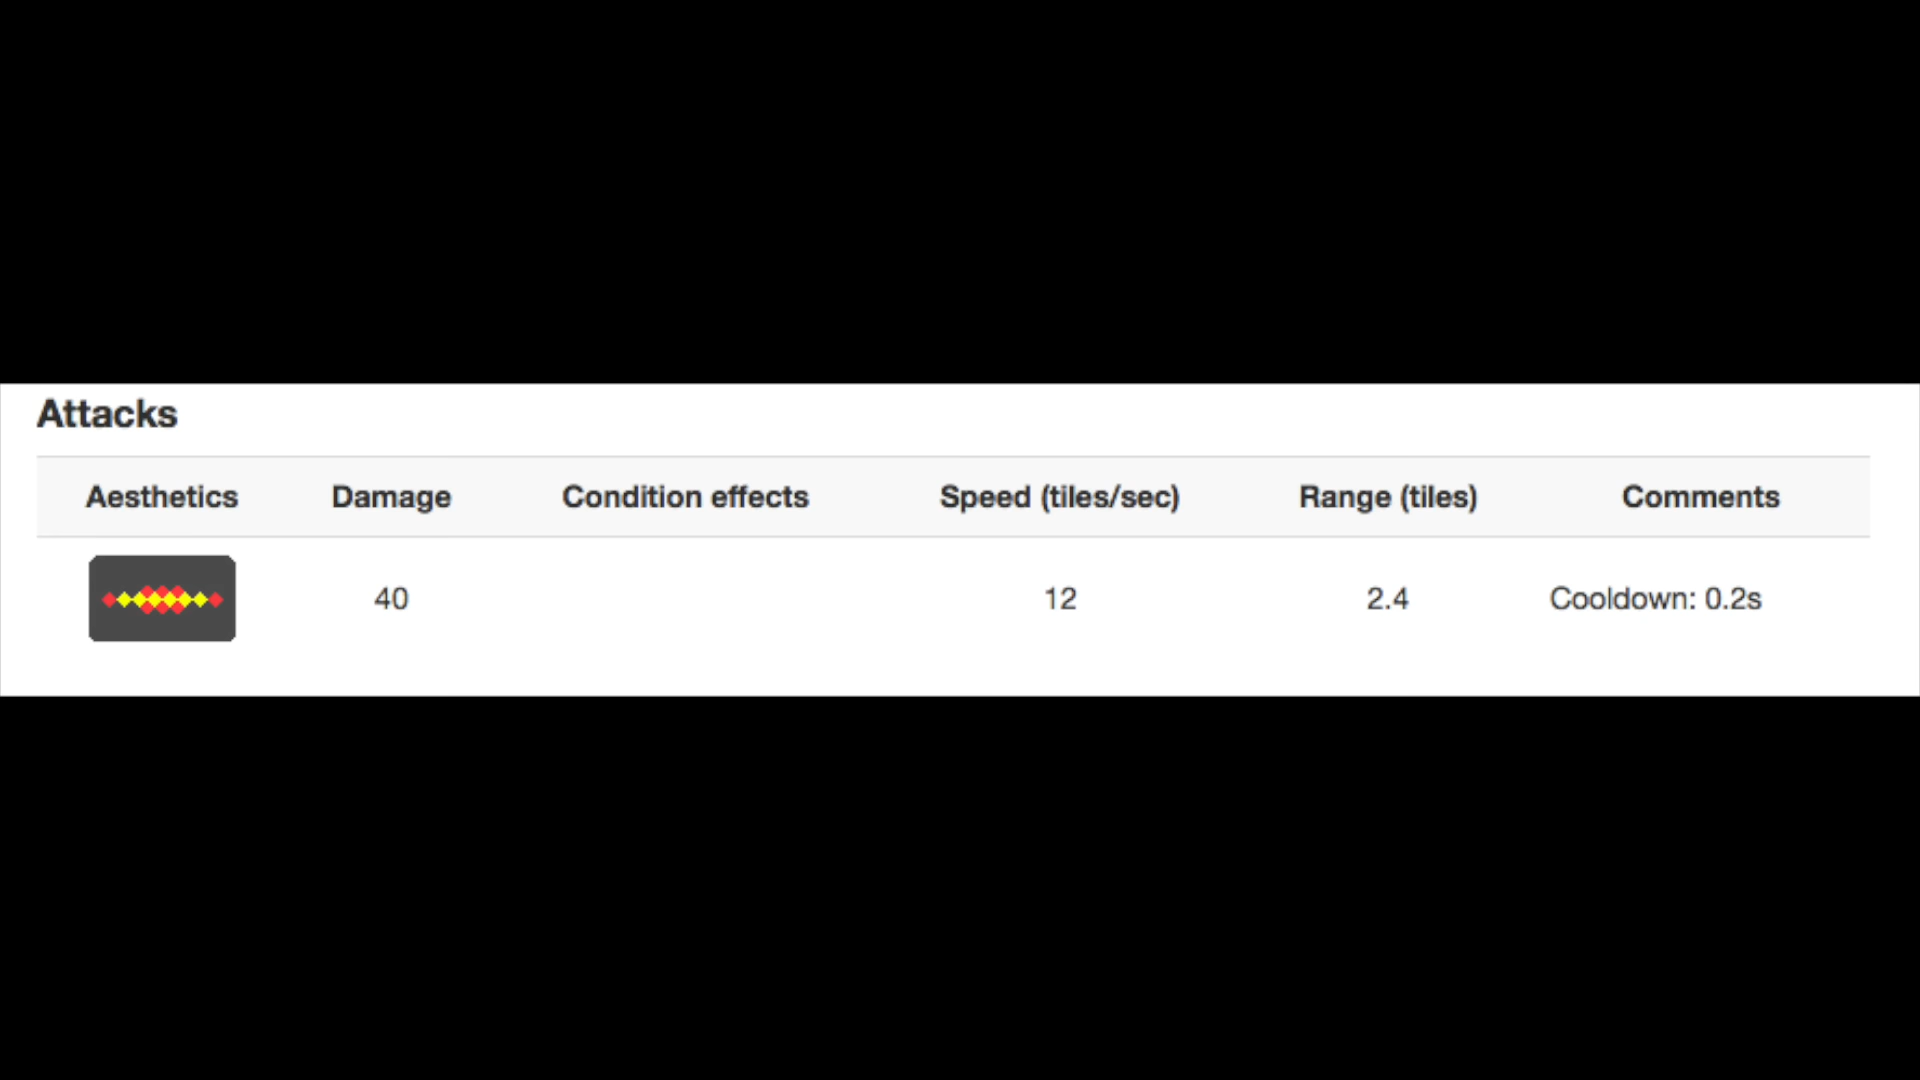 Attacks
Aesthetics Damage Condition effects Speed (tiles/sec) Range (tiles) Comments
40 12 2.4 Cooldown: 0.2s